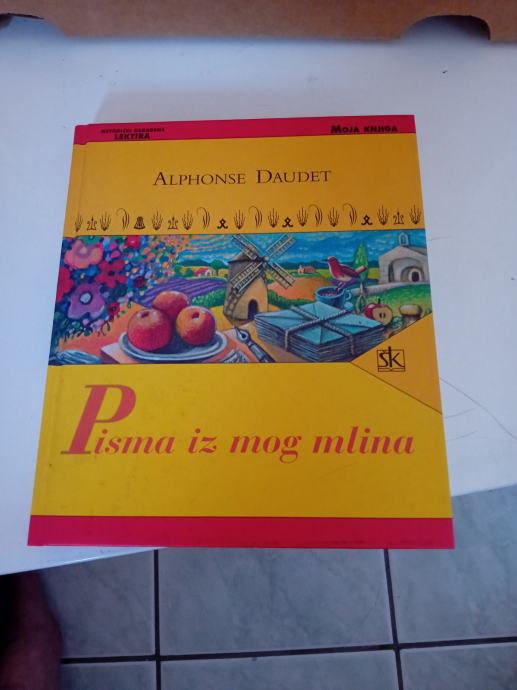 METODIČKI OBRAĐENA
LEKTIRA
MOJA KNJIGA
ALPHONSE DAUDET
ŠK
Pisma iz mog mlina